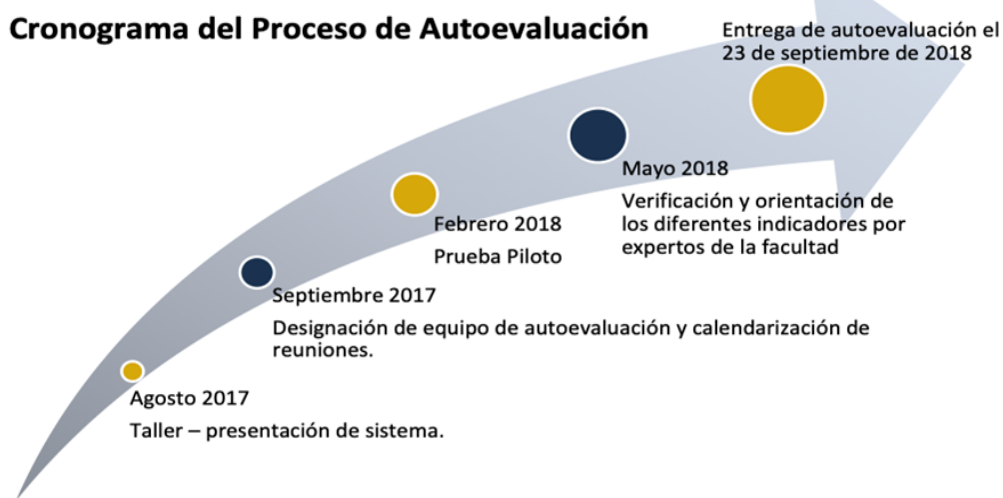 Cronograma del Proceso de Autoevaluación
Entrega de autoevaluación el
23 de septiembre de 2018
Mayo 2018
Verificación y orientación de
los diferentes indicadores por
expertos de la facultad
Febrero 2018
Prueba Piloto
Septiembre 2017
Designación de equipo de autoevaluación y calendarización de
reuniones.
Agosto 2017
Taller – presentación de sistema.